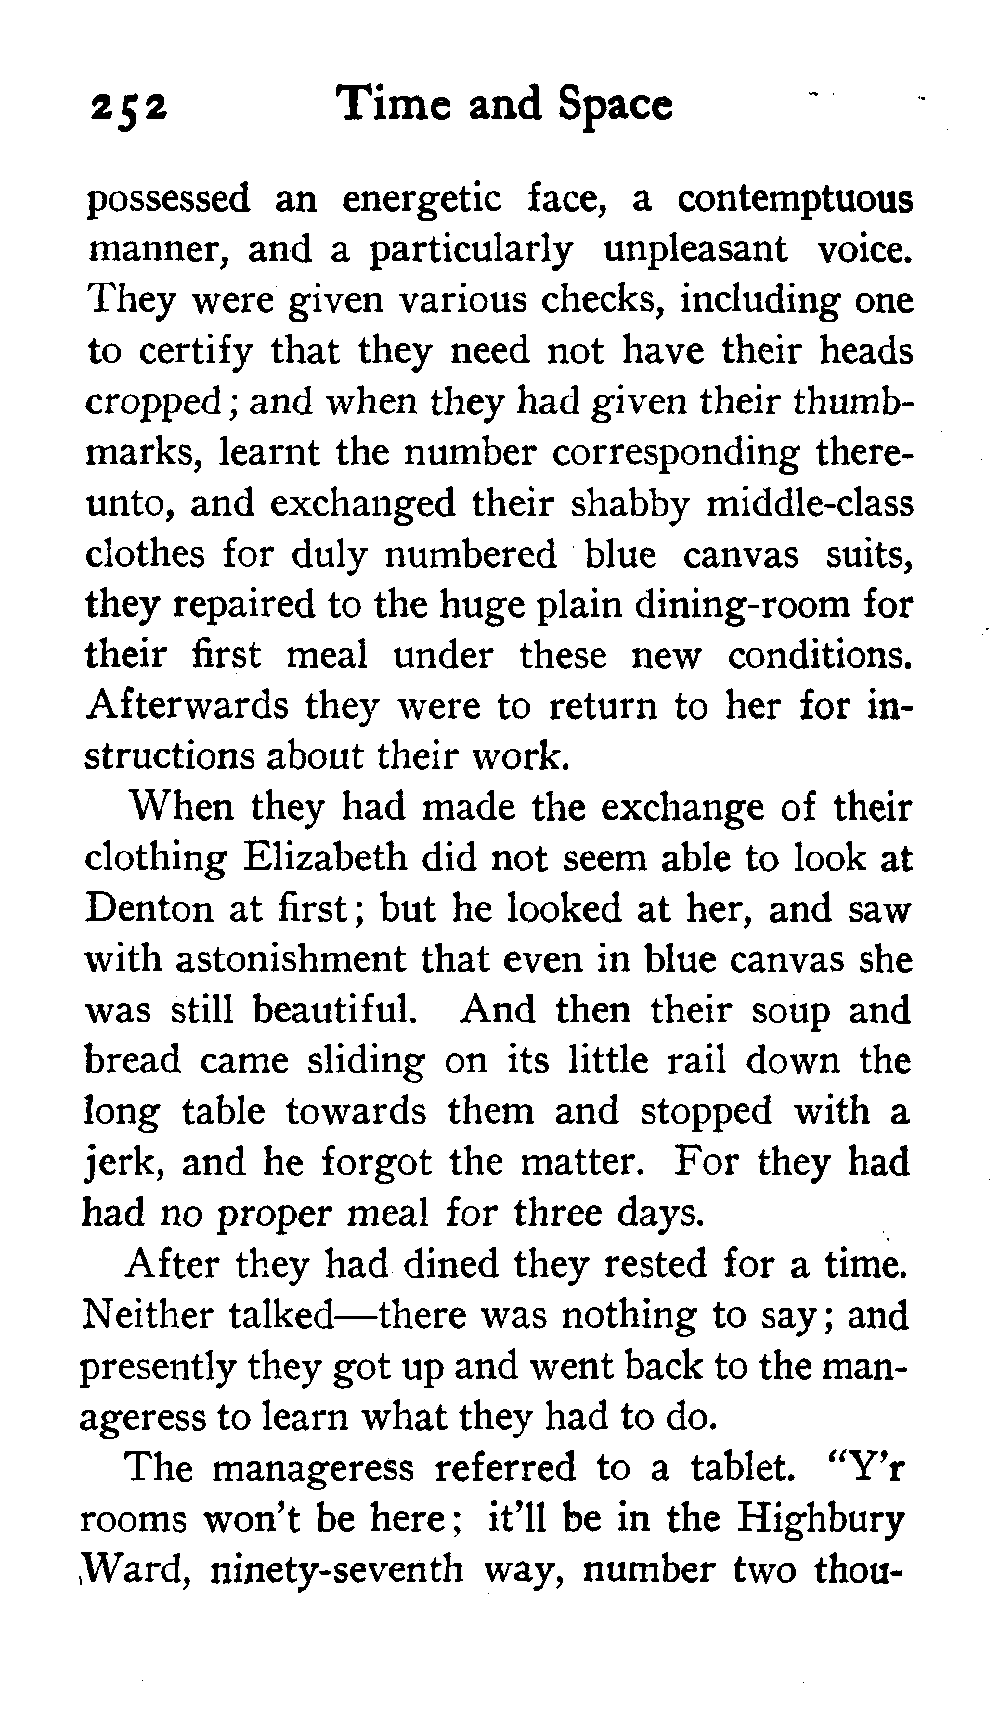 252 Time and Space
possessed an energetic face, a contemptuous
manner, and a particularly unpleasant voice.
They were given various checks, including one
to certify that they need not have their heads
cropped; and when they had given their thumb-
marks, learnt the number corresponding there-
unto, and exchanged their shabby middle-class
clothes for duly numbered blue canvas suits,
they repaired to the huge plain dining-room for
their first meal under these new conditions.
Afterwards they were to return to her for in-
structions about their work.
When they had made the exchange of their
clothing Elizabeth did not seem able to look at
Denton at first; but he looked at her, and saw
with astonishment that even in blue canvas she
was still beautiful. And then their soup and
bread came sliding on its little rail down the
long table towards them and stopped with a
jerk, and he forgot the matter. For they had
had no proper meal for three days.
After they had dined they rested for a time.
Neither talked—there was nothing to say; and
presently they got up and went back to the man-
ageress to learn what they had to do.
The manageress referred to a tablet. "Y'r
rooms won't be here; it'll be in the Highbury
Ward, ninety-seventh way, number two thou-